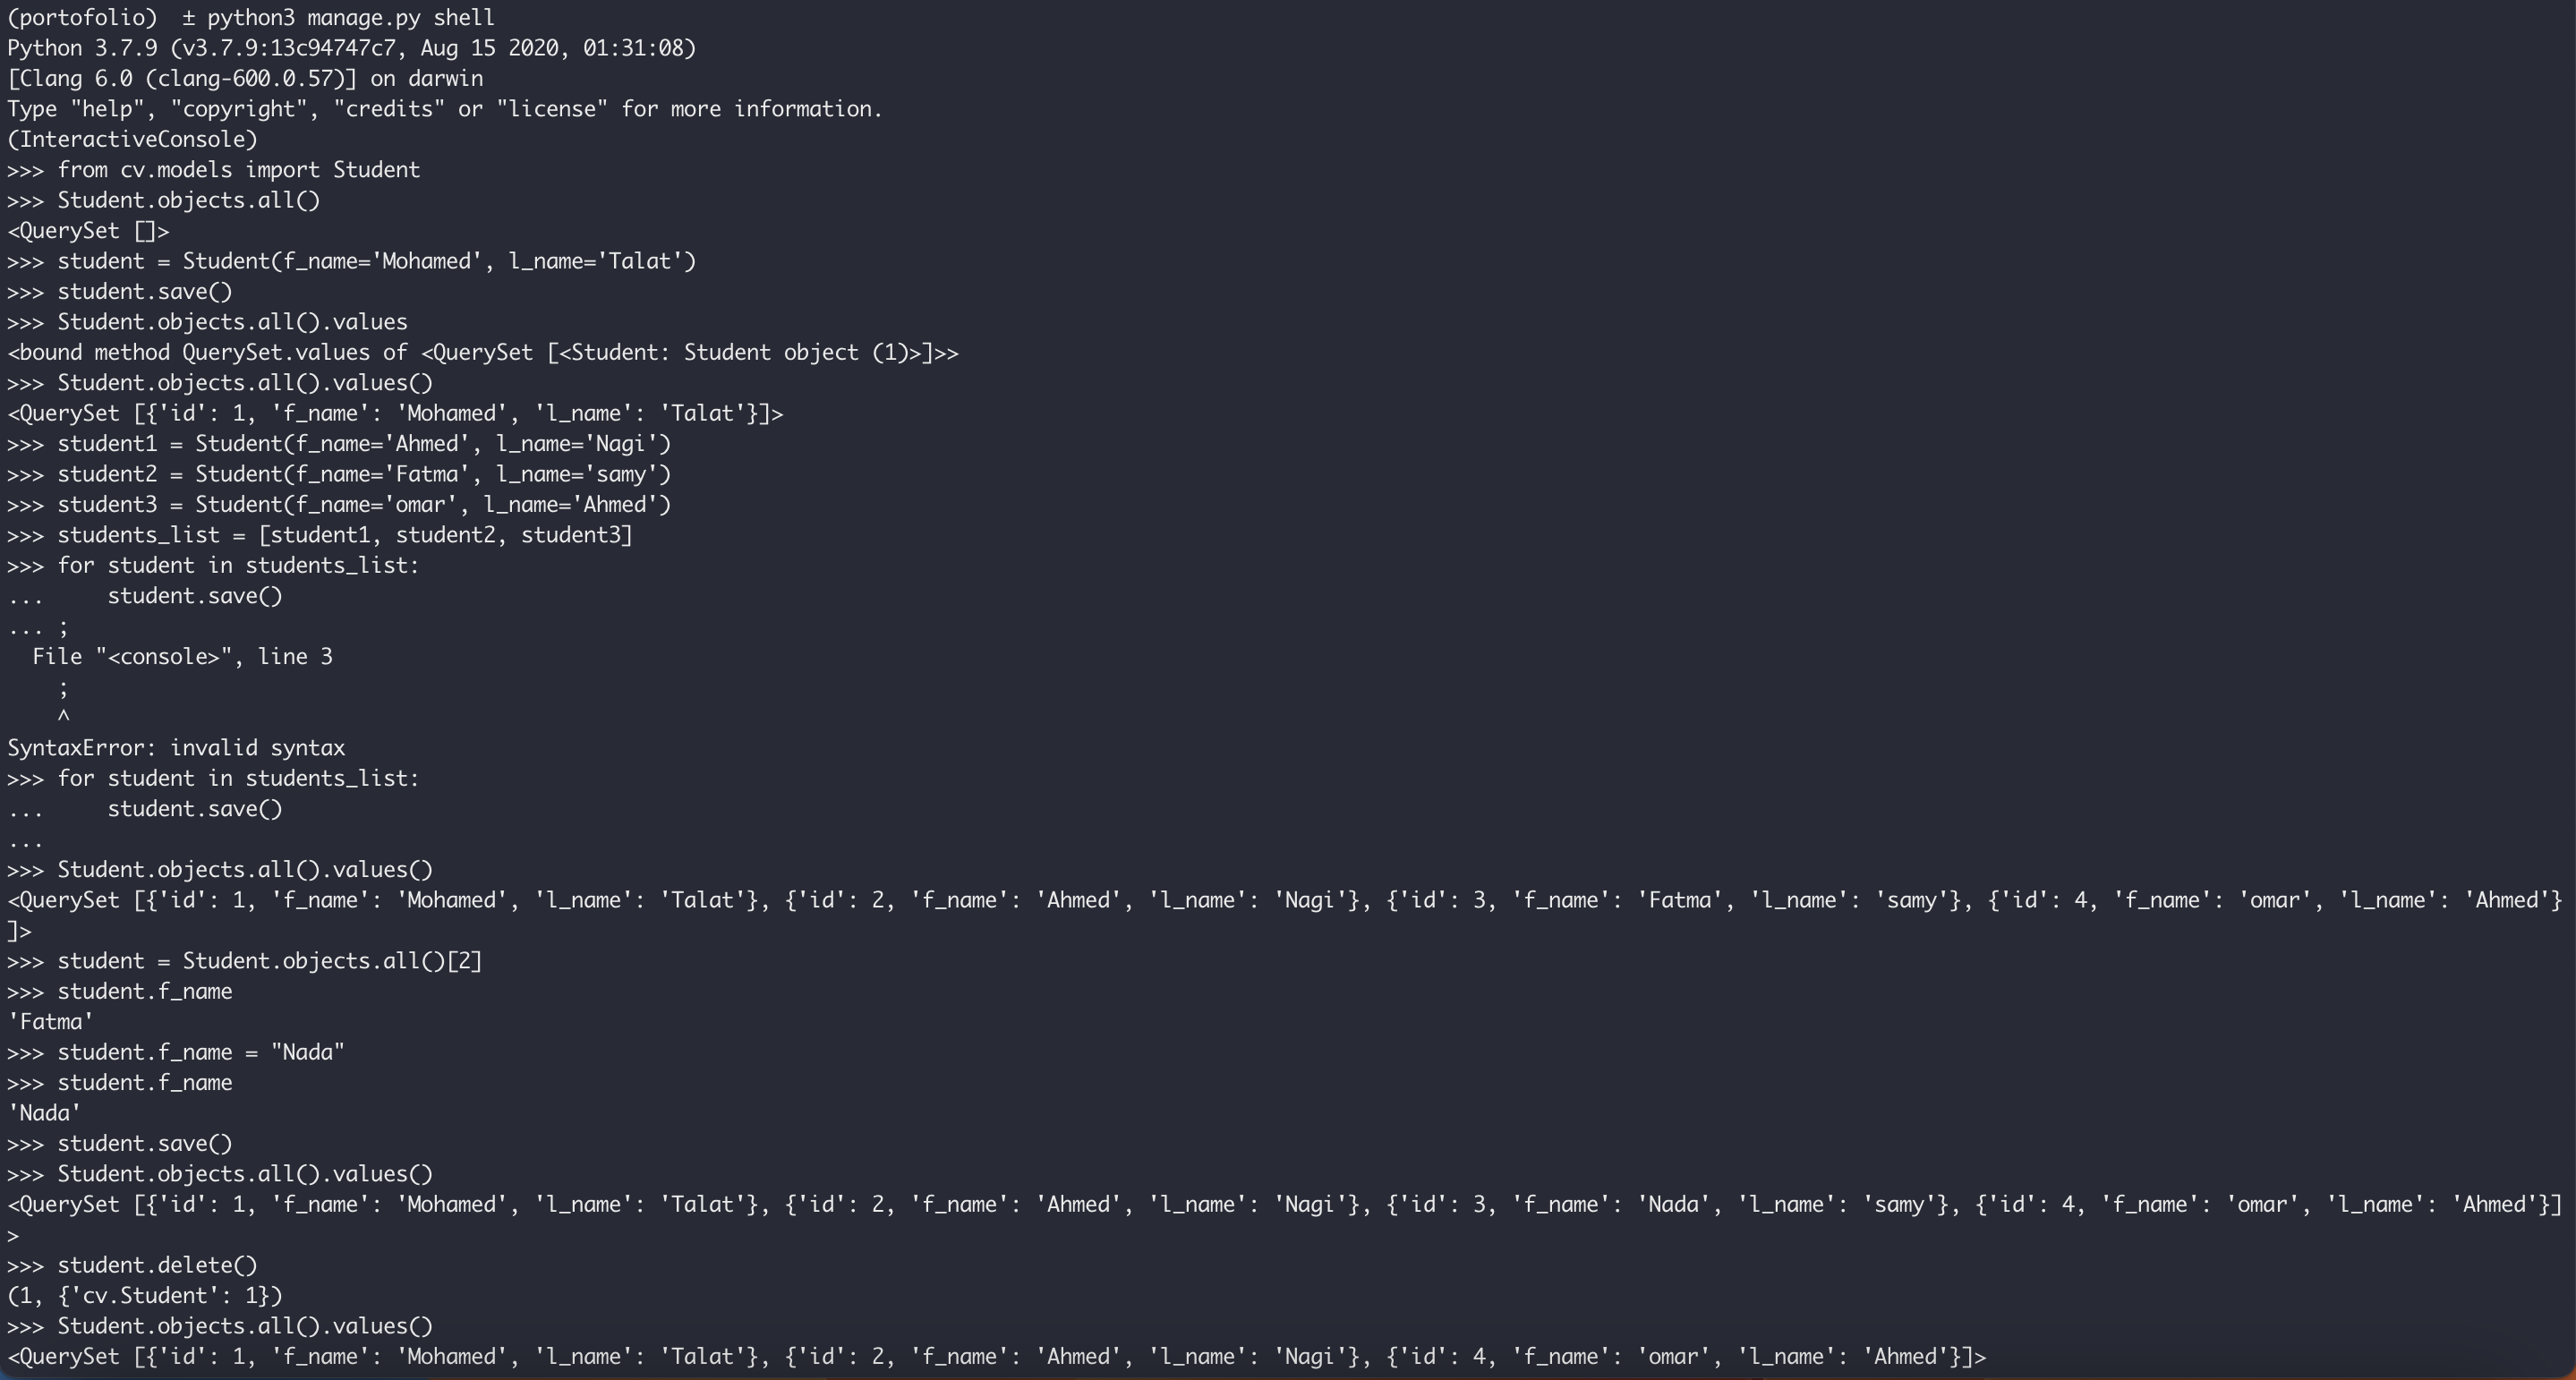 (portofolio)  ± python3 manage.py shell
Python 3.7.9 (v3.7.9:13c94747c7, Aug 15 2020, 01:31:08)
[Clang 6.0 (clang-600.0.57)] on darwin
Type "help", "copyright", "credits" or "license" for more information.
(InteractiveConsole)
>>> from cv.models import Student
>>> Student.objects.all()
<QuerySet []>
>>> student = Student(f_name='Mohamed', l_name='Talat')
>>> student.save()
>>> Student.objects.all().values
<bound method QuerySet.values of <QuerySet [<Student: Student object (1)>]>>
>>> Student.objects.all().values()
<QuerySet [{'id': 1, 'f_name': 'Mohamed', 'l_name': 'Talat'}]>
>>> student1 = Student(f_name='Ahmed', l_name='Nagi')
>>> student2 = Student(f_name='Fatma', l_name='samy')
>>> student3 = Student(f_name='omar', l_name='Ahmed')
>>> students_list = [student1, student2, student3]
>>> for student in students_list:
...     student.save()
... ;
  File "<console>", line 3
    ;
    ^
SyntaxError: invalid syntax
>>> for student in students_list:
...     student.save()
...
>>> Student.objects.all().values()
<QuerySet [{'id': 1, 'f_name': 'Mohamed', 'l_name': 'Talat'}, {'id': 2, 'f_name': 'Ahmed', 'l_name': 'Nagi'}, {'id': 3, 'f_name': 'Fatma', 'l_name': 'samy'}, {'id': 4, 'f_name': 'omar', 'l_name': 'Ahmed'}
]>
>>> student = Student.objects.all()[2]
>>> student.f_name
'Fatma'
>>> student.f_name = "Nada"
>>> student.f_name
'Nada'
>>> student.save()
>>> Student.objects.all().values()
<QuerySet [{'id': 1, 'f_name': 'Mohamed', 'l_name': 'Talat'}, {'id': 2, 'f_name': 'Ahmed', 'l_name': 'Nagi'}, {'id': 3, 'f_name': 'Nada', 'l_name': 'samy'}, {'id': 4, 'f_name': 'omar', 'l_name': 'Ahmed'}]
>
>>> student.delete()
(1, {'cv.Student': 1})
>>> Student.objects.all().values()
<QuerySet [{'id': 1, 'f_name': 'Mohamed', 'l_name': 'Talat'}, {'id': 2, 'f_name': 'Ahmed', 'l_name': 'Nagi'}, {'id': 4, 'f_name': 'omar', 'l_name': 'Ahmed'}]>